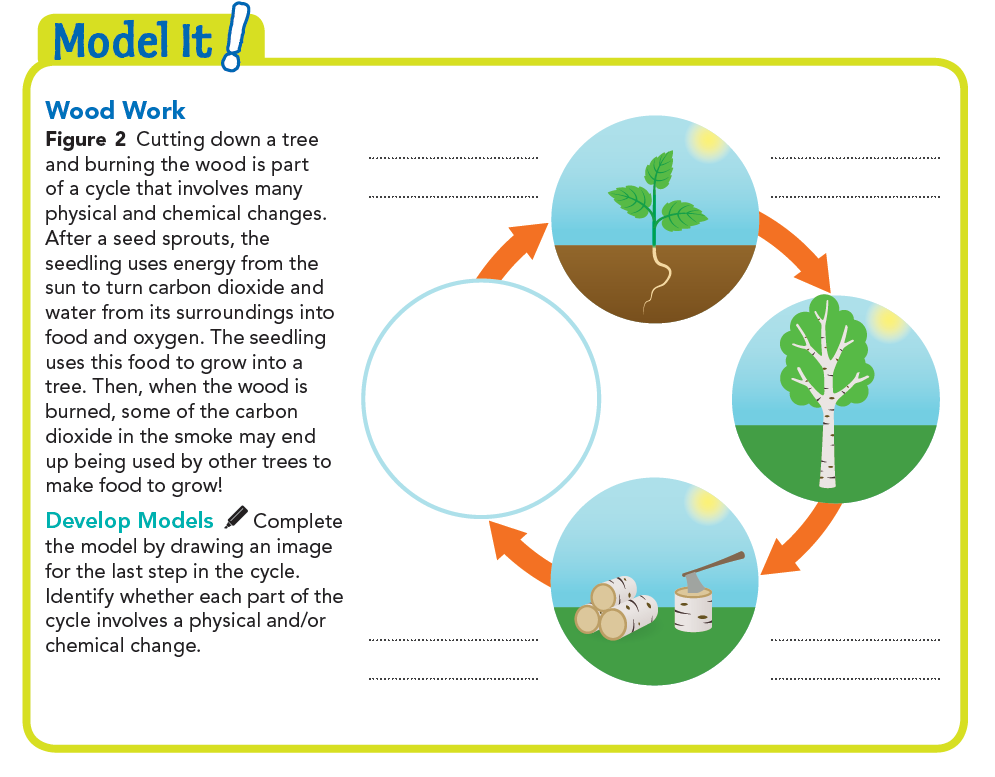 Model It!
Wood Work
Figure 2 Cutting down a tree
and burning the wood is part
of a cycle that involves many
physical and chemical changes.
After a seed sprouts, the
seedling uses energy from the
sun to turn carbon dioxide and
water from its surroundings into
food and oxygen. The seedling
uses this food to grow into a
tree. Then, when the wood is
burned, some of the carbon
dioxide in the smoke may end
up being used by other trees to
make food to grow!
Develop Models Complete
the model by drawing an image
for the last step in the cycle.
Identify whether each part of the
cycle involves a physical and/or
chemical change.